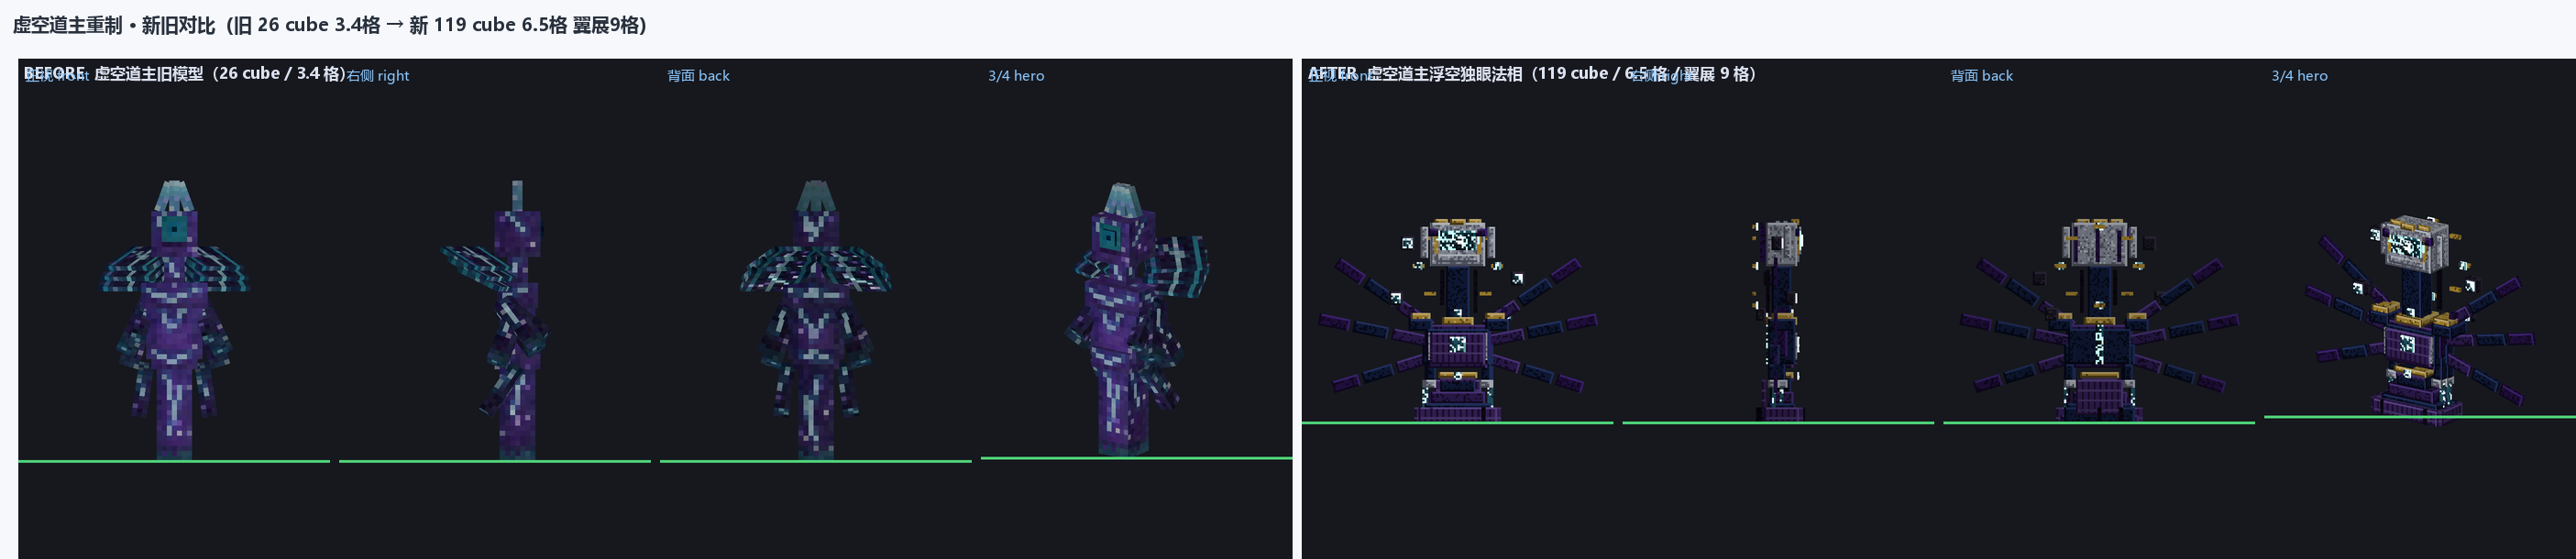 虚空道主重制·新旧对比 (旧 26 cube 3.4格 → 新 119 cube 6.5格 翼展9格)
BEFORE 虚空道主旧模型（26 cube / 3.4 格） 右侧 right 背面 back 3/4 hero
AFTER 虚空道主浮空独眼法相（119 cube / 6.5 格 / 翼展 9 格） 背面 back 3/4 hero